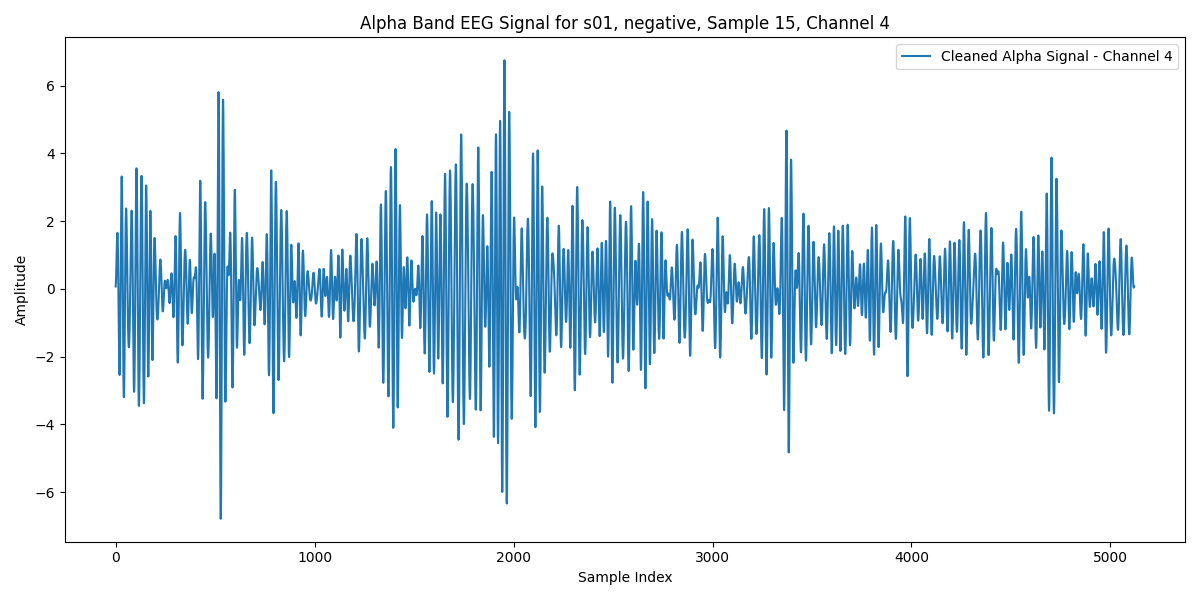 Alpha Band EEG Signal for s01, negative, Sample 15, Channel 4
Cleaned Alpha Signal - Channel 4
Amplitude
6
4
2
0
−2
−4
−6
0 1000 2000 3000 4000 5000
Sample Index